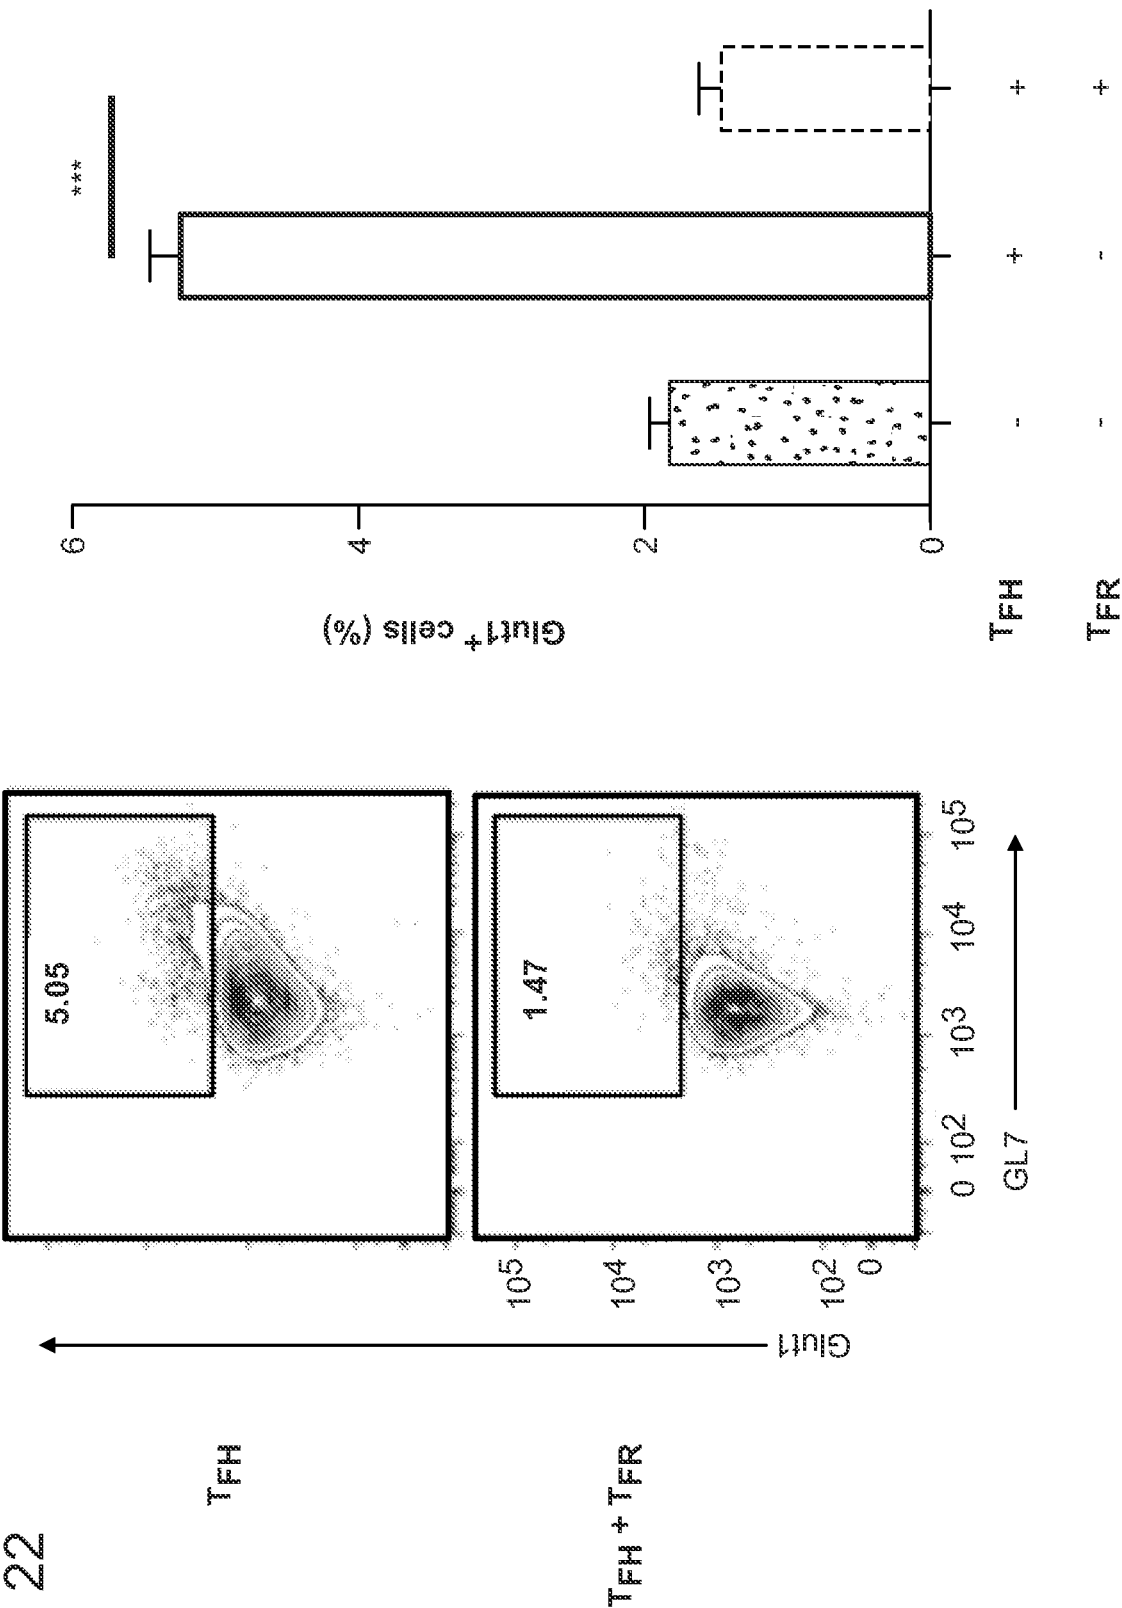 22
TFH
TFH + TFR
Glut1
5.05
1.47
10⁵
10⁴
10³
10²
0
0 10² 10³ 10⁴ 10⁵
GL7
Glut1⁺ cells (%)
6
4
2
0
***
TFH - + +
TFR - - +